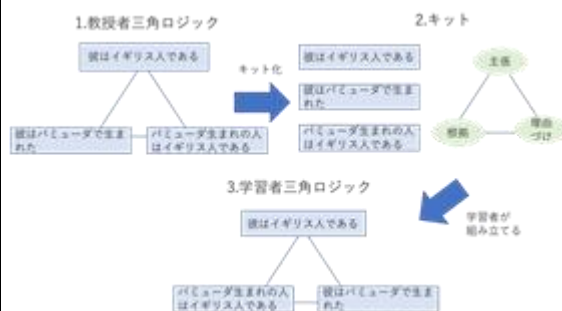 1.教授者三角ロジック
彼はイギリス人である
彼はバミューダで生ま
れた
バミューダ生まれの人
はイギリス人である
キット化
2.キット
彼はイギリス人である
彼はバミューダで生ま
れた
バミューダ生まれの人
はイギリス人である
主張
根拠
理由
づけ
学習者が
組み立てる
3.学習者三角ロジック
彼はイギリス人である
バミューダ生まれの人
はイギリス人である
彼はバミューダで生ま
れた